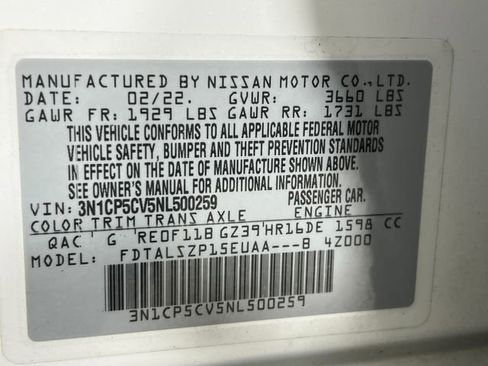 MANUFACTURED BY NISSAN MOTOR CO.,LTD.
DATE: 02/22. GVWR: 3660 LBS
GAWR FR: 1929 LBS GAWR RR: 1731 LBS
THIS VEHICLE CONFORMS TO ALL APPLICABLE FEDERAL MOTOR
VEHICLE SAFETY, BUMPER AND THEFT PREVENTION STANDARDS
IN EFFECT ON THE DATE OF MANUFACTURE SHOWN ABOVE.
SEE OWNER'S MANUAL FOR ADDITIONAL INFORMATION
VIN: 3N1CP5CV5NL500259 PASSENGER CAR.
COLOR TRIM TRANS AXLE ENGINE
QAC G RE0F11B GZ39 HR16DE 1598 CC
MODEL: FDTALSZP15EUAA---B 4Z000
3N1CP5CV5NL500259